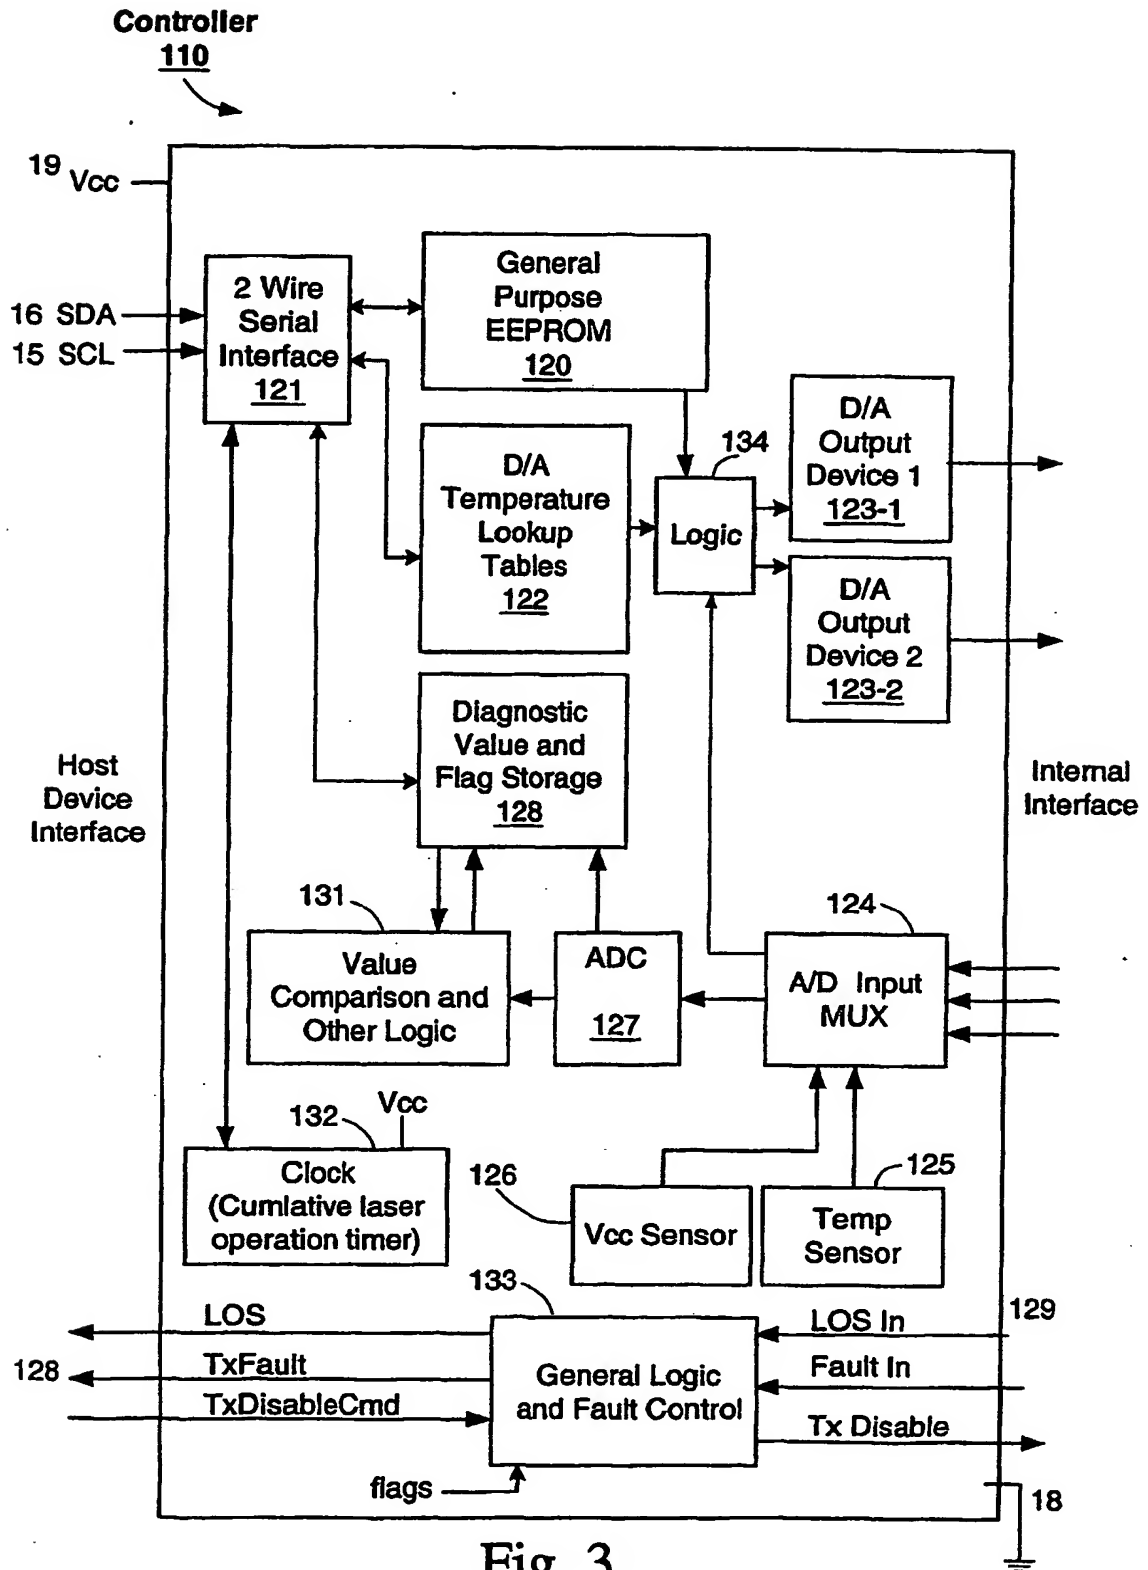 Controller
110
19 Vcc
16 SDA
15 SCL
2 Wire
Serial
Interface
121
General
Purpose
EEPROM
120
D/A
Temperature
Lookup
Tables
122
134
Logic
D/A
Output
Device 1
123-1
D/A
Output
Device 2
123-2
Diagnostic
Value and
Flag Storage
128
Host
Device
Interface
Internal
Interface
131
Value
Comparison and
Other Logic
ADC
127
124
A/D Input
MUX
132
Vcc
Clock
(Cumlative laser
operation timer)
126
Vcc Sensor
125
Temp
Sensor
133
General Logic
and Fault Control
LOS
128
TxFault
TxDisableCmd
flags
LOS In
129
Fault In
Tx Disable
18
Fig. 3